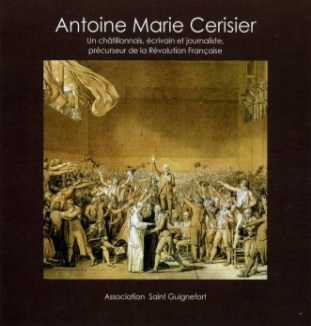 Antoine Marie Cerisier
Un châtillonnais, écrivain et journaliste,
précurseur de la Révolution Française
Association Saint Guignefort